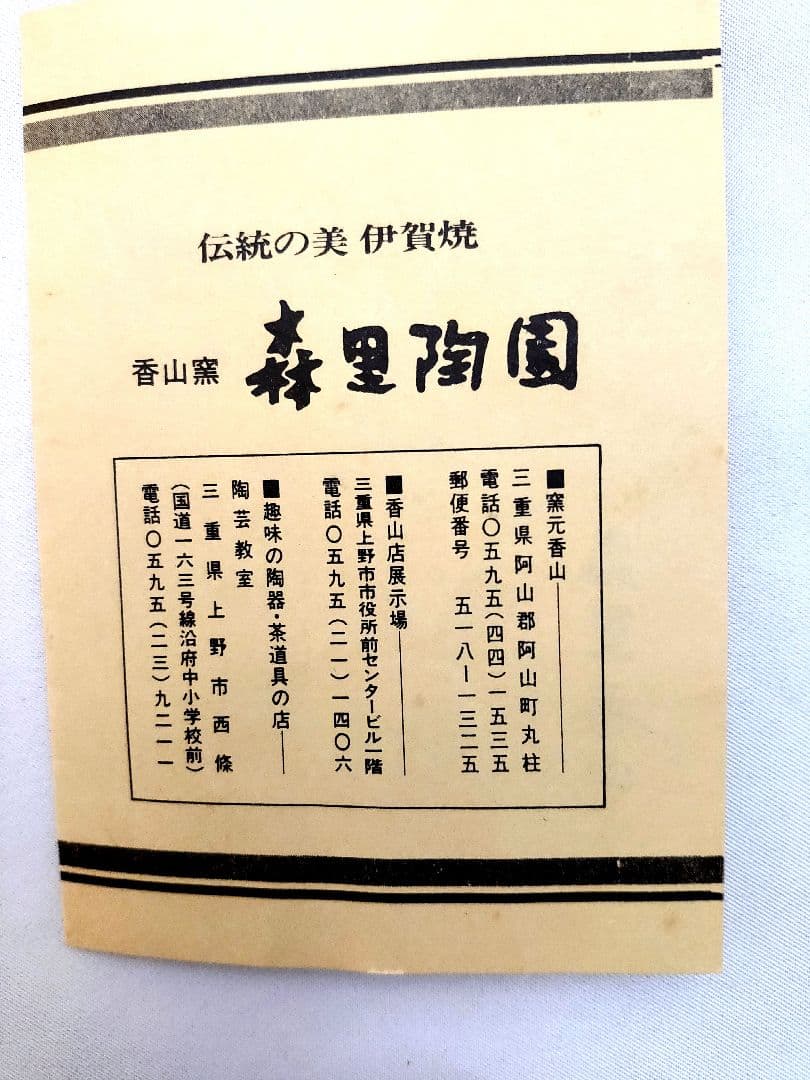 伝統の美 伊賀焼
香山窯 森里陶園
■窯元香山
三重県阿山郡阿山町丸柱
電話〇五九五(四四)一五三五
郵便番号 五一八ー一三二五
■香山店展示場
三重県上野市市役所前センタービル一階
電話〇五九五(二一)一四〇六
■趣味の陶器・茶道具の店
陶芸教室
三重県上野市西條
(国道一六三号線沿府中小学校前)
電話〇五九五(二三)九二一一